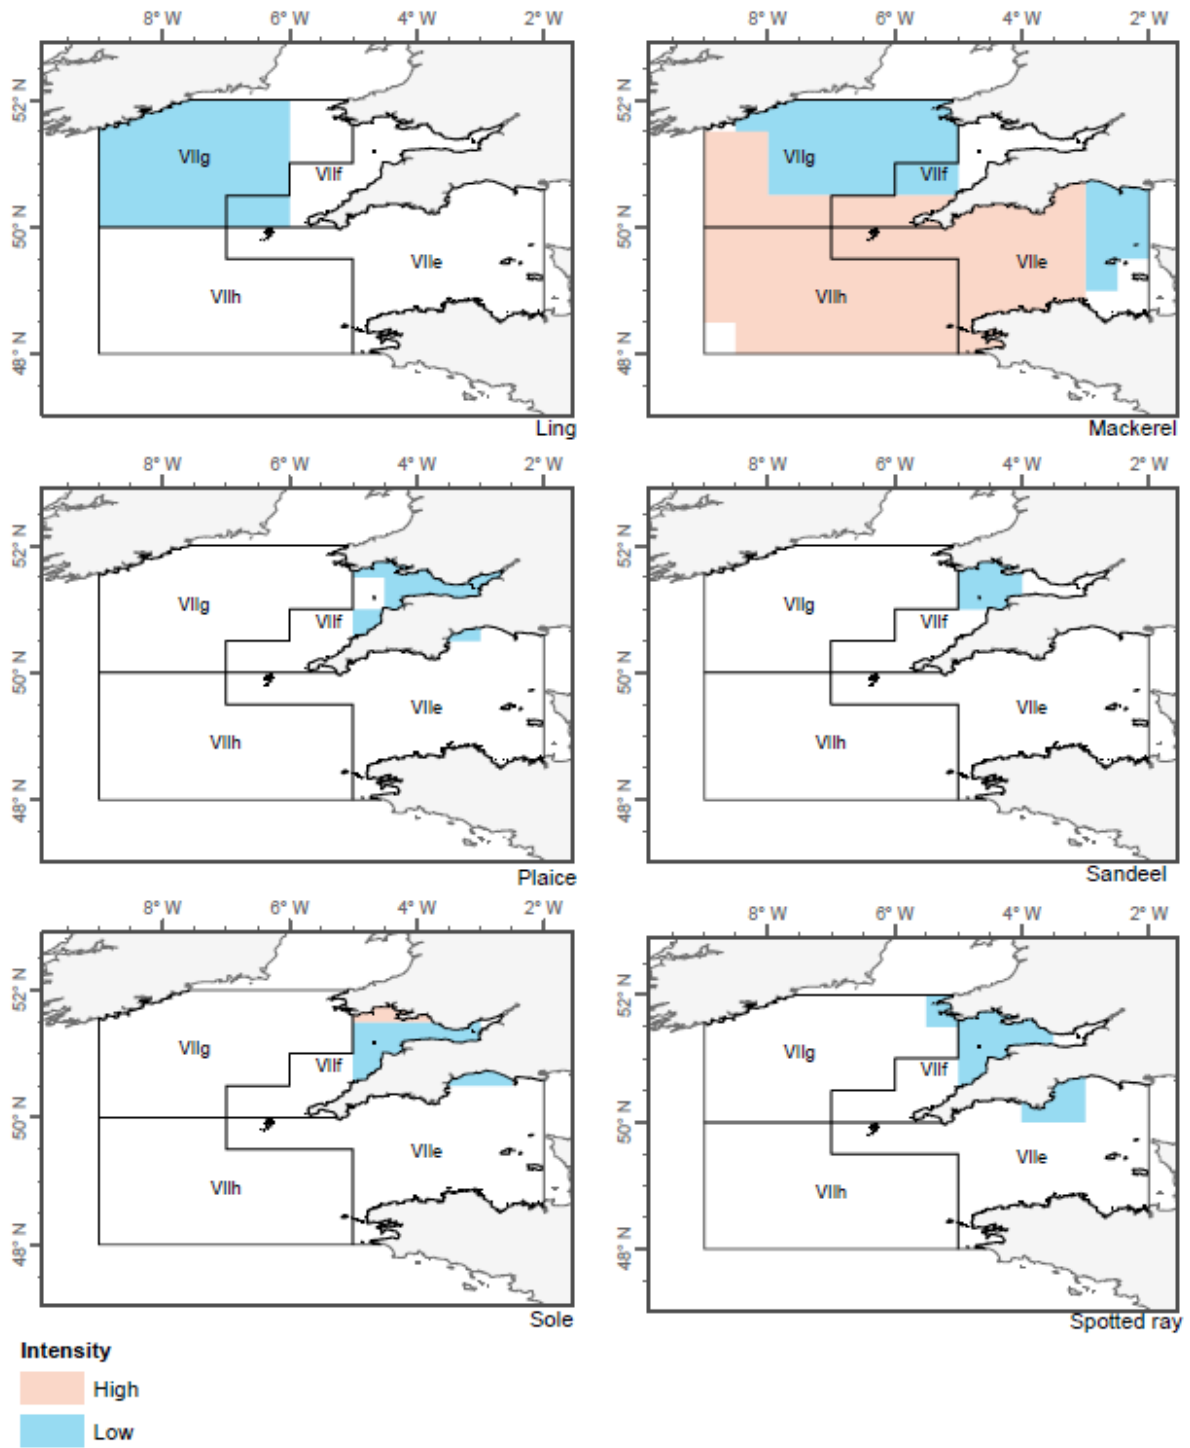 8° W 6° W 4° W 2° W
8° W 6° W 4° W 2° W
52° N
50° N
48° N
VIIg
VIIf
VIIe
VIIh
Ling
52° N
50° N
48° N
VIIg
VIIf
VIIe
VIIh
Mackerel
8° W 6° W 4° W 2° W
8° W 6° W 4° W 2° W
52° N
50° N
48° N
VIIg
VIIf
VIIe
VIIh
Plaice
52° N
50° N
48° N
VIIg
VIIf
VIIe
VIIh
Sandeel
8° W 6° W 4° W 2° W
8° W 6° W 4° W 2° W
52° N
50° N
48° N
VIIg
VIIf
VIIe
VIIh
Sole
52° N
50° N
48° N
VIIg
VIIf
VIIe
VIIh
Spotted ray
Intensity
High
Low